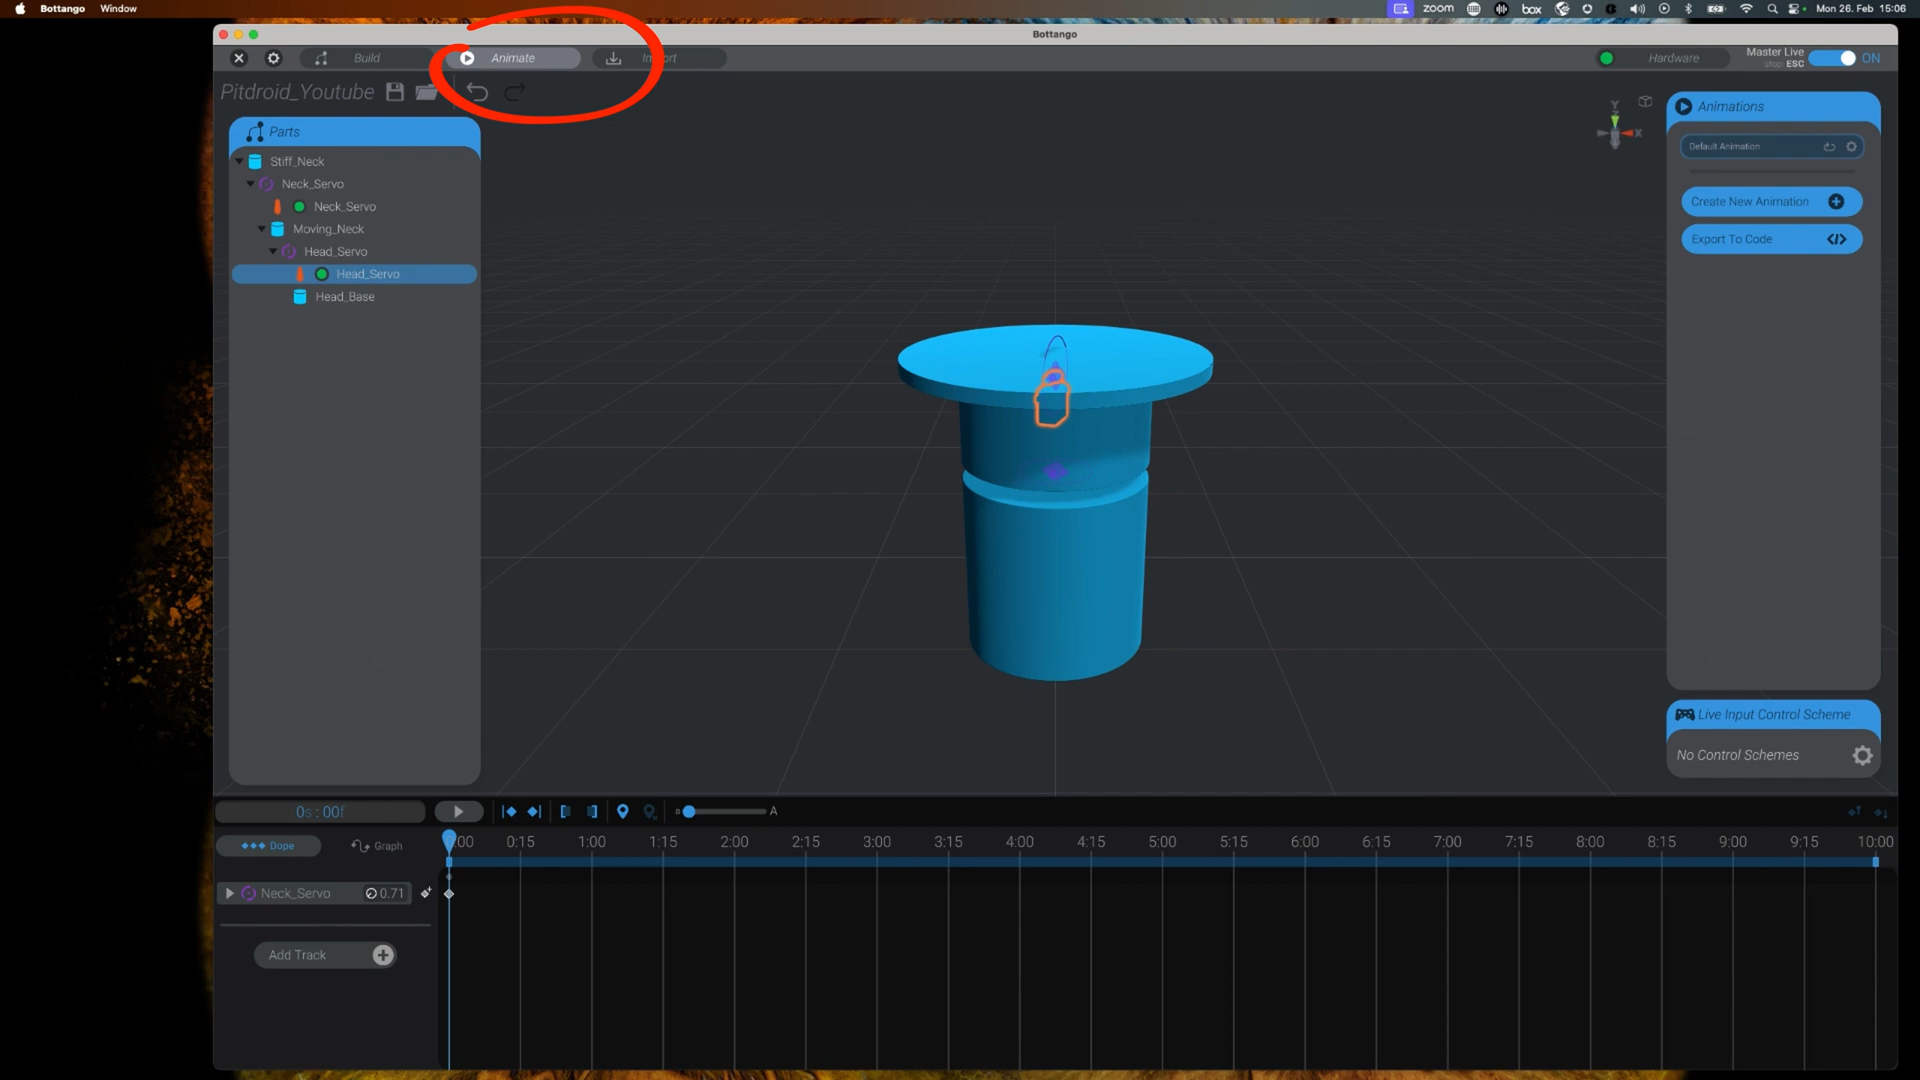 Bottango Window
zoom box Mon 26. Feb 15:06
Bottango
Build Animate Hardware Master Live
stop: ESC ON
Pitdroid_Youtube
Parts
Stiff_Neck
Neck_Servo
Neck_Servo
Moving_Neck
Head_Servo
Head_Servo
Head_Base
Y
X
Animations
Default Animation
Create New Animation
Export To Code
Live Input Control Scheme
No Control Schemes
0s : 00f
A
Dope Graph
:00 0:15 1:00 1:15 2:00 2:15 3:00 3:15 4:00 4:15 5:00 5:15 6:00 6:15 7:00 7:15 8:00 8:15 9:00 9:15 10:00
Neck_Servo 0.71
Add Track